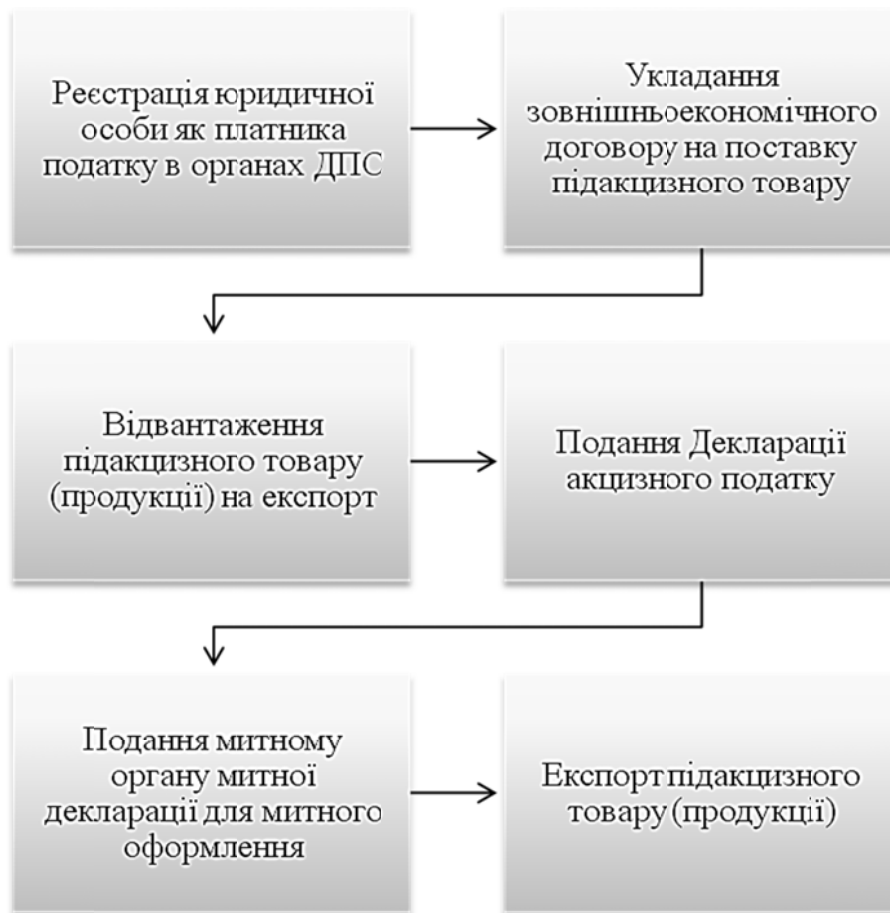 Реєстрація юридичної
особи як платника
податку в органах ДПС
Укладання
зовнішньоекономічного
договору на поставку
підакцизного товару
Відвантаження
підакцизного товару
(продукції) на експорт
Подання Декларації
акцизного податку
Подання митному
органу митної
декларації для митного
оформлення
Експорт підакцизного
товару (продукції)